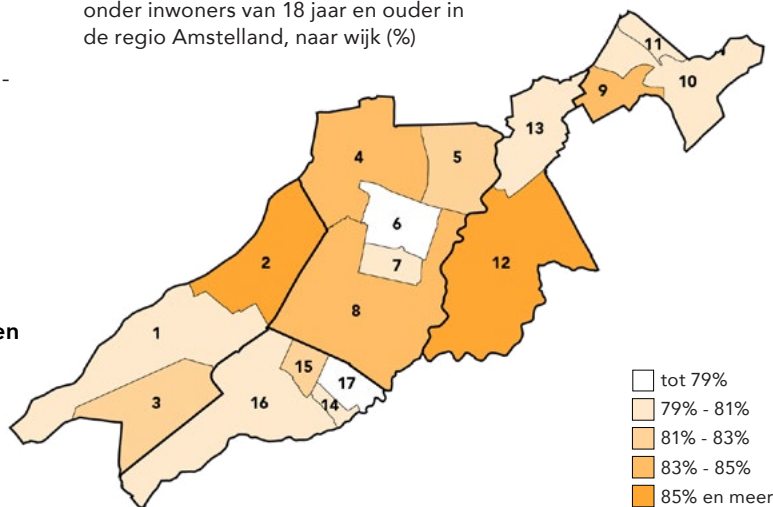 onder inwoners van 18 jaar en ouder in
de regio Amstelland, naar wijk (%)
-
11
10
9
13
4
5
6
2
7
12
8
1
15
17
3
16
14
en
tot 79%
79% - 81%
81% - 83%
83% - 85%
85% en meer